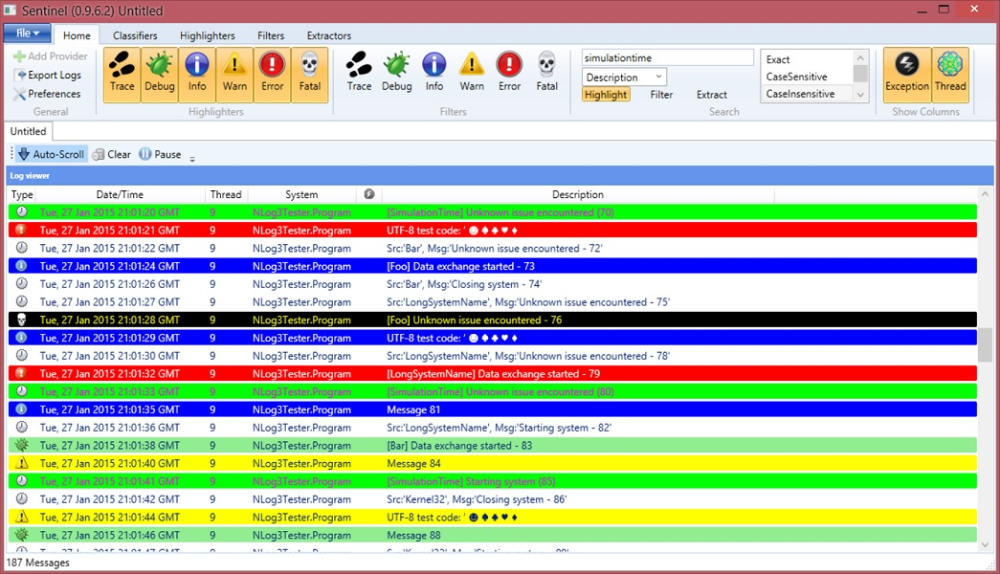 Sentinel (0.9.6.2) Untitled
File
Home Classifiers Highlighters Filters Extractors
Add Provider
Export Logs
Preferences
General
Trace Debug Info Warn Error Fatal
Highlighters
Trace Debug Info Warn Error Fatal
Filters
simulationtime
Description
Highlight Filter Extract
Exact
CaseSensitive
CaseInsensitive
Search
Exception Thread
Show Columns
Untitled
Auto-Scroll Clear Pause
Log viewer
Type Date/Time Thread System Description
Tue, 27 Jan 2015 21:01:20 GMT 9 NLog3Tester.Program [SimulationTime] Unknown issue encountered (70)
Tue, 27 Jan 2015 21:01:21 GMT 9 NLog3Tester.Program UTF-8 test code: ’ ☻ ♠ ♣ ♥ ♦
Tue, 27 Jan 2015 21:01:22 GMT 9 NLog3Tester.Program Src:'Bar', Msg:'Unknown issue encountered - 72'
Tue, 27 Jan 2015 21:01:24 GMT 9 NLog3Tester.Program [Foo] Data exchange started - 73
Tue, 27 Jan 2015 21:01:26 GMT 9 NLog3Tester.Program Src:'Bar', Msg:'Closing system - 74'
Tue, 27 Jan 2015 21:01:27 GMT 9 NLog3Tester.Program Src:'LongSystemName', Msg:'Unknown issue encountered - 75'
Tue, 27 Jan 2015 21:01:28 GMT 9 NLog3Tester.Program [Foo] Unknown issue encountered - 76
Tue, 27 Jan 2015 21:01:29 GMT 9 NLog3Tester.Program UTF-8 test code: ’ ☻ ♠ ♣ ♥ ♦
Tue, 27 Jan 2015 21:01:30 GMT 9 NLog3Tester.Program Src:'LongSystemName', Msg:'Unknown issue encountered - 78'
Tue, 27 Jan 2015 21:01:32 GMT 9 NLog3Tester.Program [LongSystemName] Data exchange started - 79
Tue, 27 Jan 2015 21:01:33 GMT 9 NLog3Tester.Program [SimulationTime] Unknown issue encountered (80)
Tue, 27 Jan 2015 21:01:35 GMT 9 NLog3Tester.Program Message 81
Tue, 27 Jan 2015 21:01:36 GMT 9 NLog3Tester.Program Src:'LongSystemName', Msg:'Starting system - 82'
Tue, 27 Jan 2015 21:01:38 GMT 9 NLog3Tester.Program [Bar] Data exchange started - 83
Tue, 27 Jan 2015 21:01:40 GMT 9 NLog3Tester.Program Message 84
Tue, 27 Jan 2015 21:01:41 GMT 9 NLog3Tester.Program [SimulationTime] Starting system (85)
Tue, 27 Jan 2015 21:01:42 GMT 9 NLog3Tester.Program Src:'Kernel32', Msg:'Closing system - 86'
Tue, 27 Jan 2015 21:01:44 GMT 9 NLog3Tester.Program UTF-8 test code: ’ ☻ ♠ ♣ ♥ ♦
Tue, 27 Jan 2015 21:01:46 GMT 9 NLog3Tester.Program Message 88
187 Messages